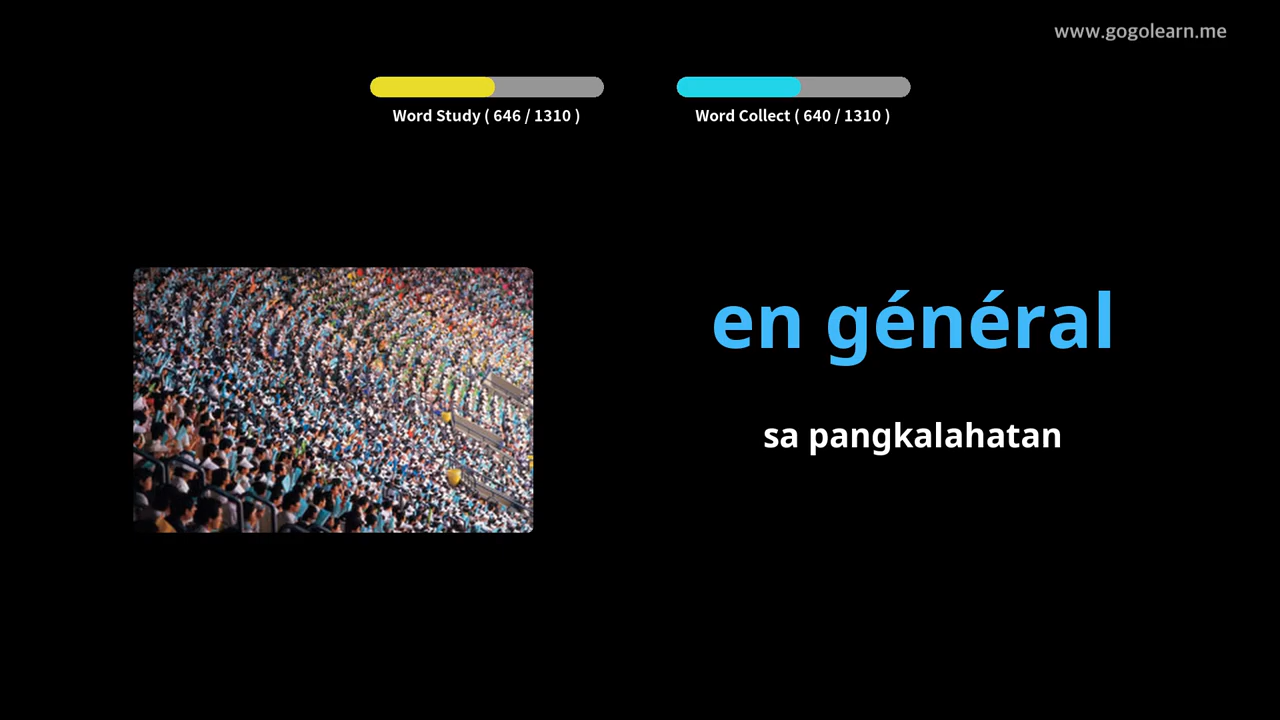 www.gogolearn.me
Word Study ( 646 / 1310 )
Word Collect ( 640 / 1310 )
en général
sa pangkalahatan